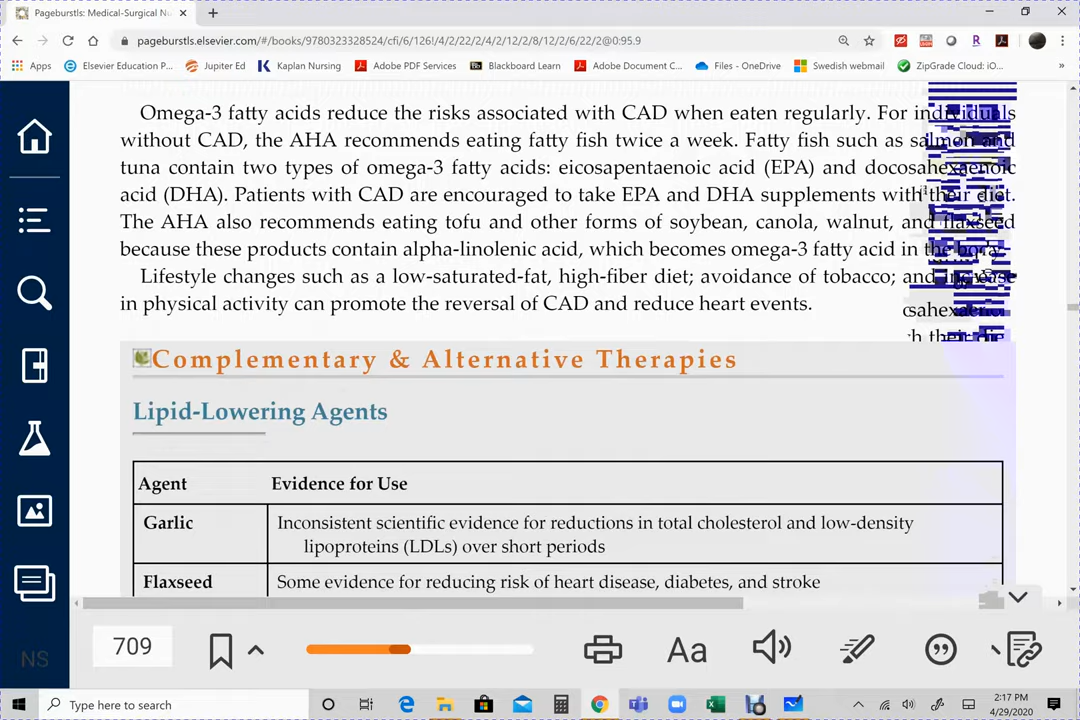 Pageburstls: Medical-Surgical Nu
pageburstls.elsevier.com/#/books/9780323328524/cfi/6/126!/4/2/22/2/4/2/12/2/8/12/2/6/22/2@0:95.9
Apps Elsevier Education P... Jupiter Ed Kaplan Nursing Adobe PDF Services Blackboard Learn Adobe Document C... Files - OneDrive Swedish webmail ZipGrade Cloud: iO... »
Omega-3 fatty acids reduce the risks associated with CAD when eaten regularly. For individuals
without CAD, the AHA recommends eating fatty fish twice a week. Fatty fish such as salmon and
tuna contain two types of omega-3 fatty acids: eicosapentaenoic acid (EPA) and docosahexaenoic
acid (DHA). Patients with CAD are encouraged to take EPA and DHA supplements with their diet.
The AHA also recommends eating tofu and other forms of soybean, canola, walnut, and flaxseed
because these products contain alpha-linolenic acid, which becomes omega-3 fatty acid in the body.
Lifestyle changes such as a low-saturated-fat, high-fiber diet; avoidance of tobacco; and increase
in physical activity can promote the reversal of CAD and reduce heart events.
Complementary & Alternative Therapies
Lipid-Lowering Agents
Agent Evidence for Use
Garlic Inconsistent scientific evidence for reductions in total cholesterol and low-density
lipoproteins (LDLs) over short periods
Flaxseed Some evidence for reducing risk of heart disease, diabetes, and stroke
709 Aa
NS
Type here to search
2:17 PM
4/29/2020